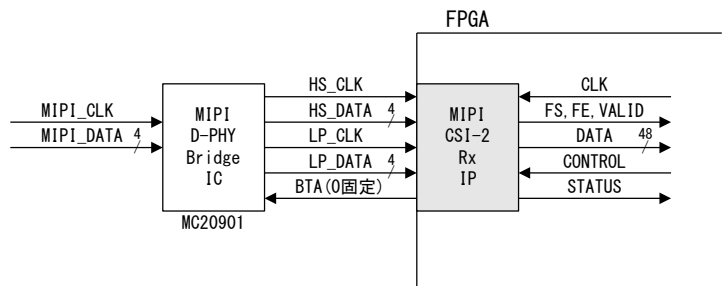 FPGA
HS_CLK
CLK
MIPI_CLK
MIPI
HS_DATA 4
MIPI
FS,FE,VALID
MIPI_DATA 4
D-PHY
LP_CLK
CSI-2
DATA 48
Bridge
LP_DATA 4
Rx
CONTROL
IC
BTA(0固定)
IP
STATUS
MC20901